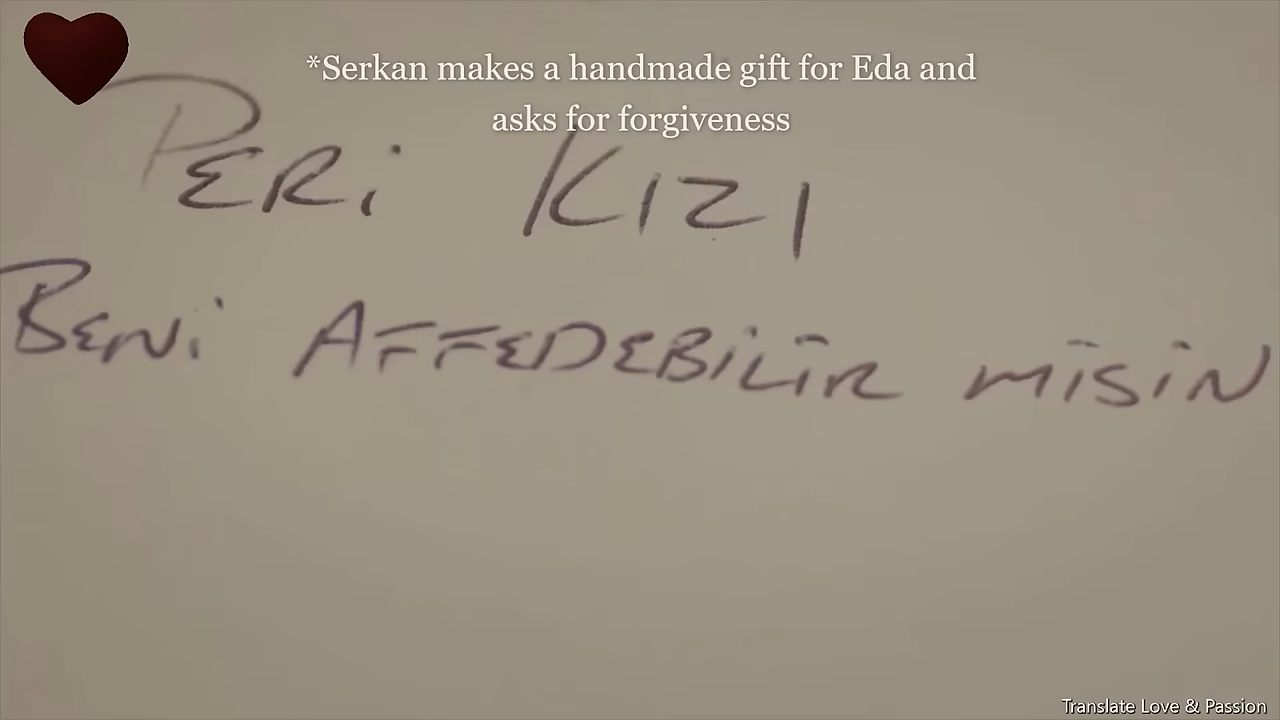 *Serkan makes a handmade gift for Eda and
asks for forgiveness
PERi KIZI
BENi AFFEDEBİLİR MİSİN
Translate Love & Passion